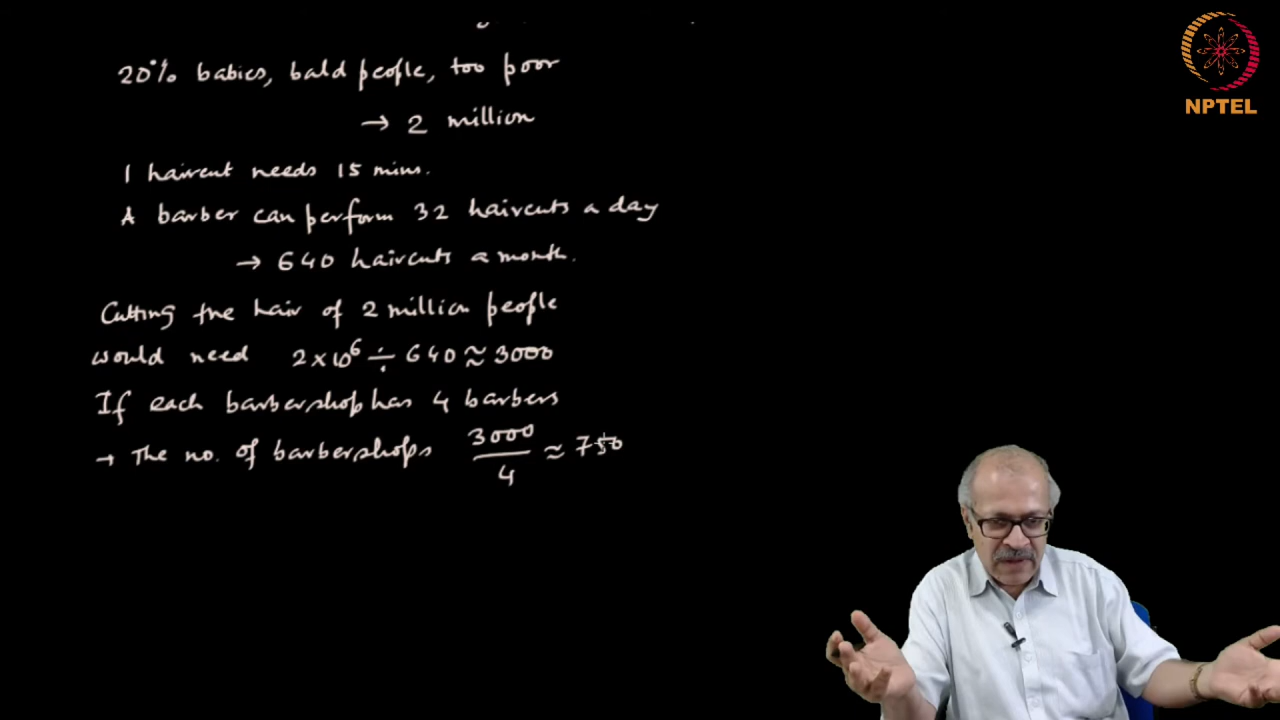 20% babies, bald people, too poor
→ 2 million
1 haircut needs 15 mins.
A barber can perform 32 haircuts a day
→ 640 haircuts a month.
Cutting the hair of 2 million people
would need 2×10⁶ ÷ 640 ≈ 3000
If each barbershop has 4 barbers
→ The no. of barbershops 3000/4 ≈ 750
NPTEL